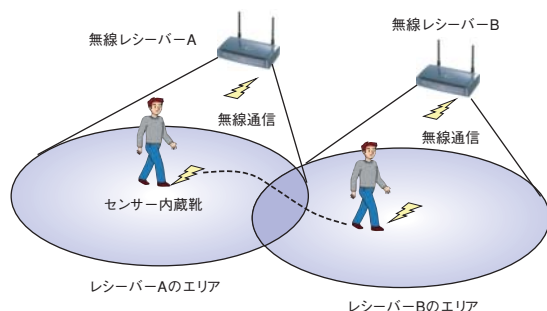 無線レシーバーA
無線レシーバーB
無線通信
無線通信
センサー内蔵靴
レシーバーAのエリア
レシーバーBのエリア